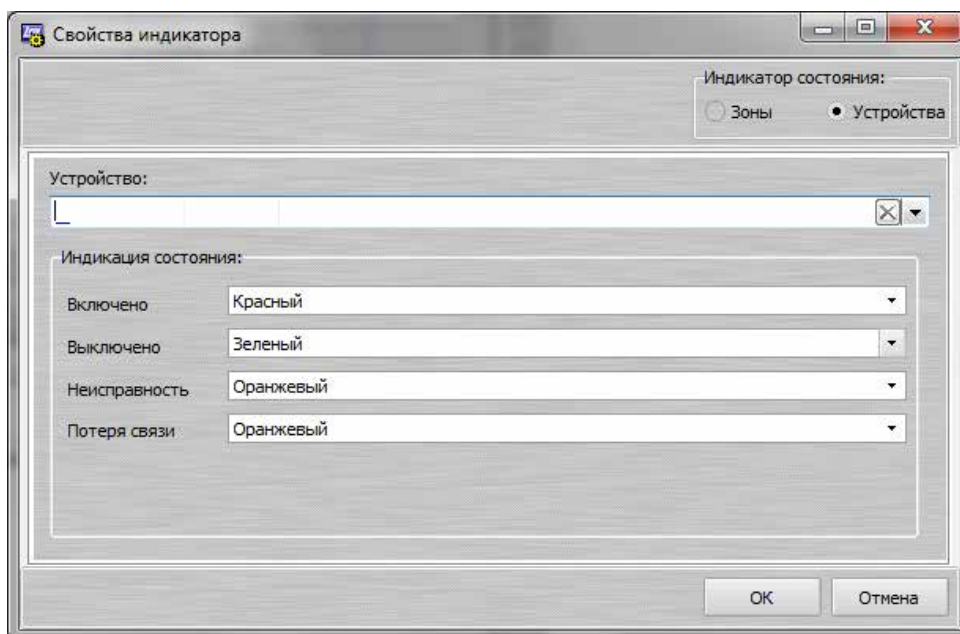 Свойства индикатора
Индикатор состояния:
Зоны Устройства
Устройство:
Индикация состояния:
Включено Красный
Выключено Зеленый
Неисправность Оранжевый
Потеря связи Оранжевый
ОК Отмена